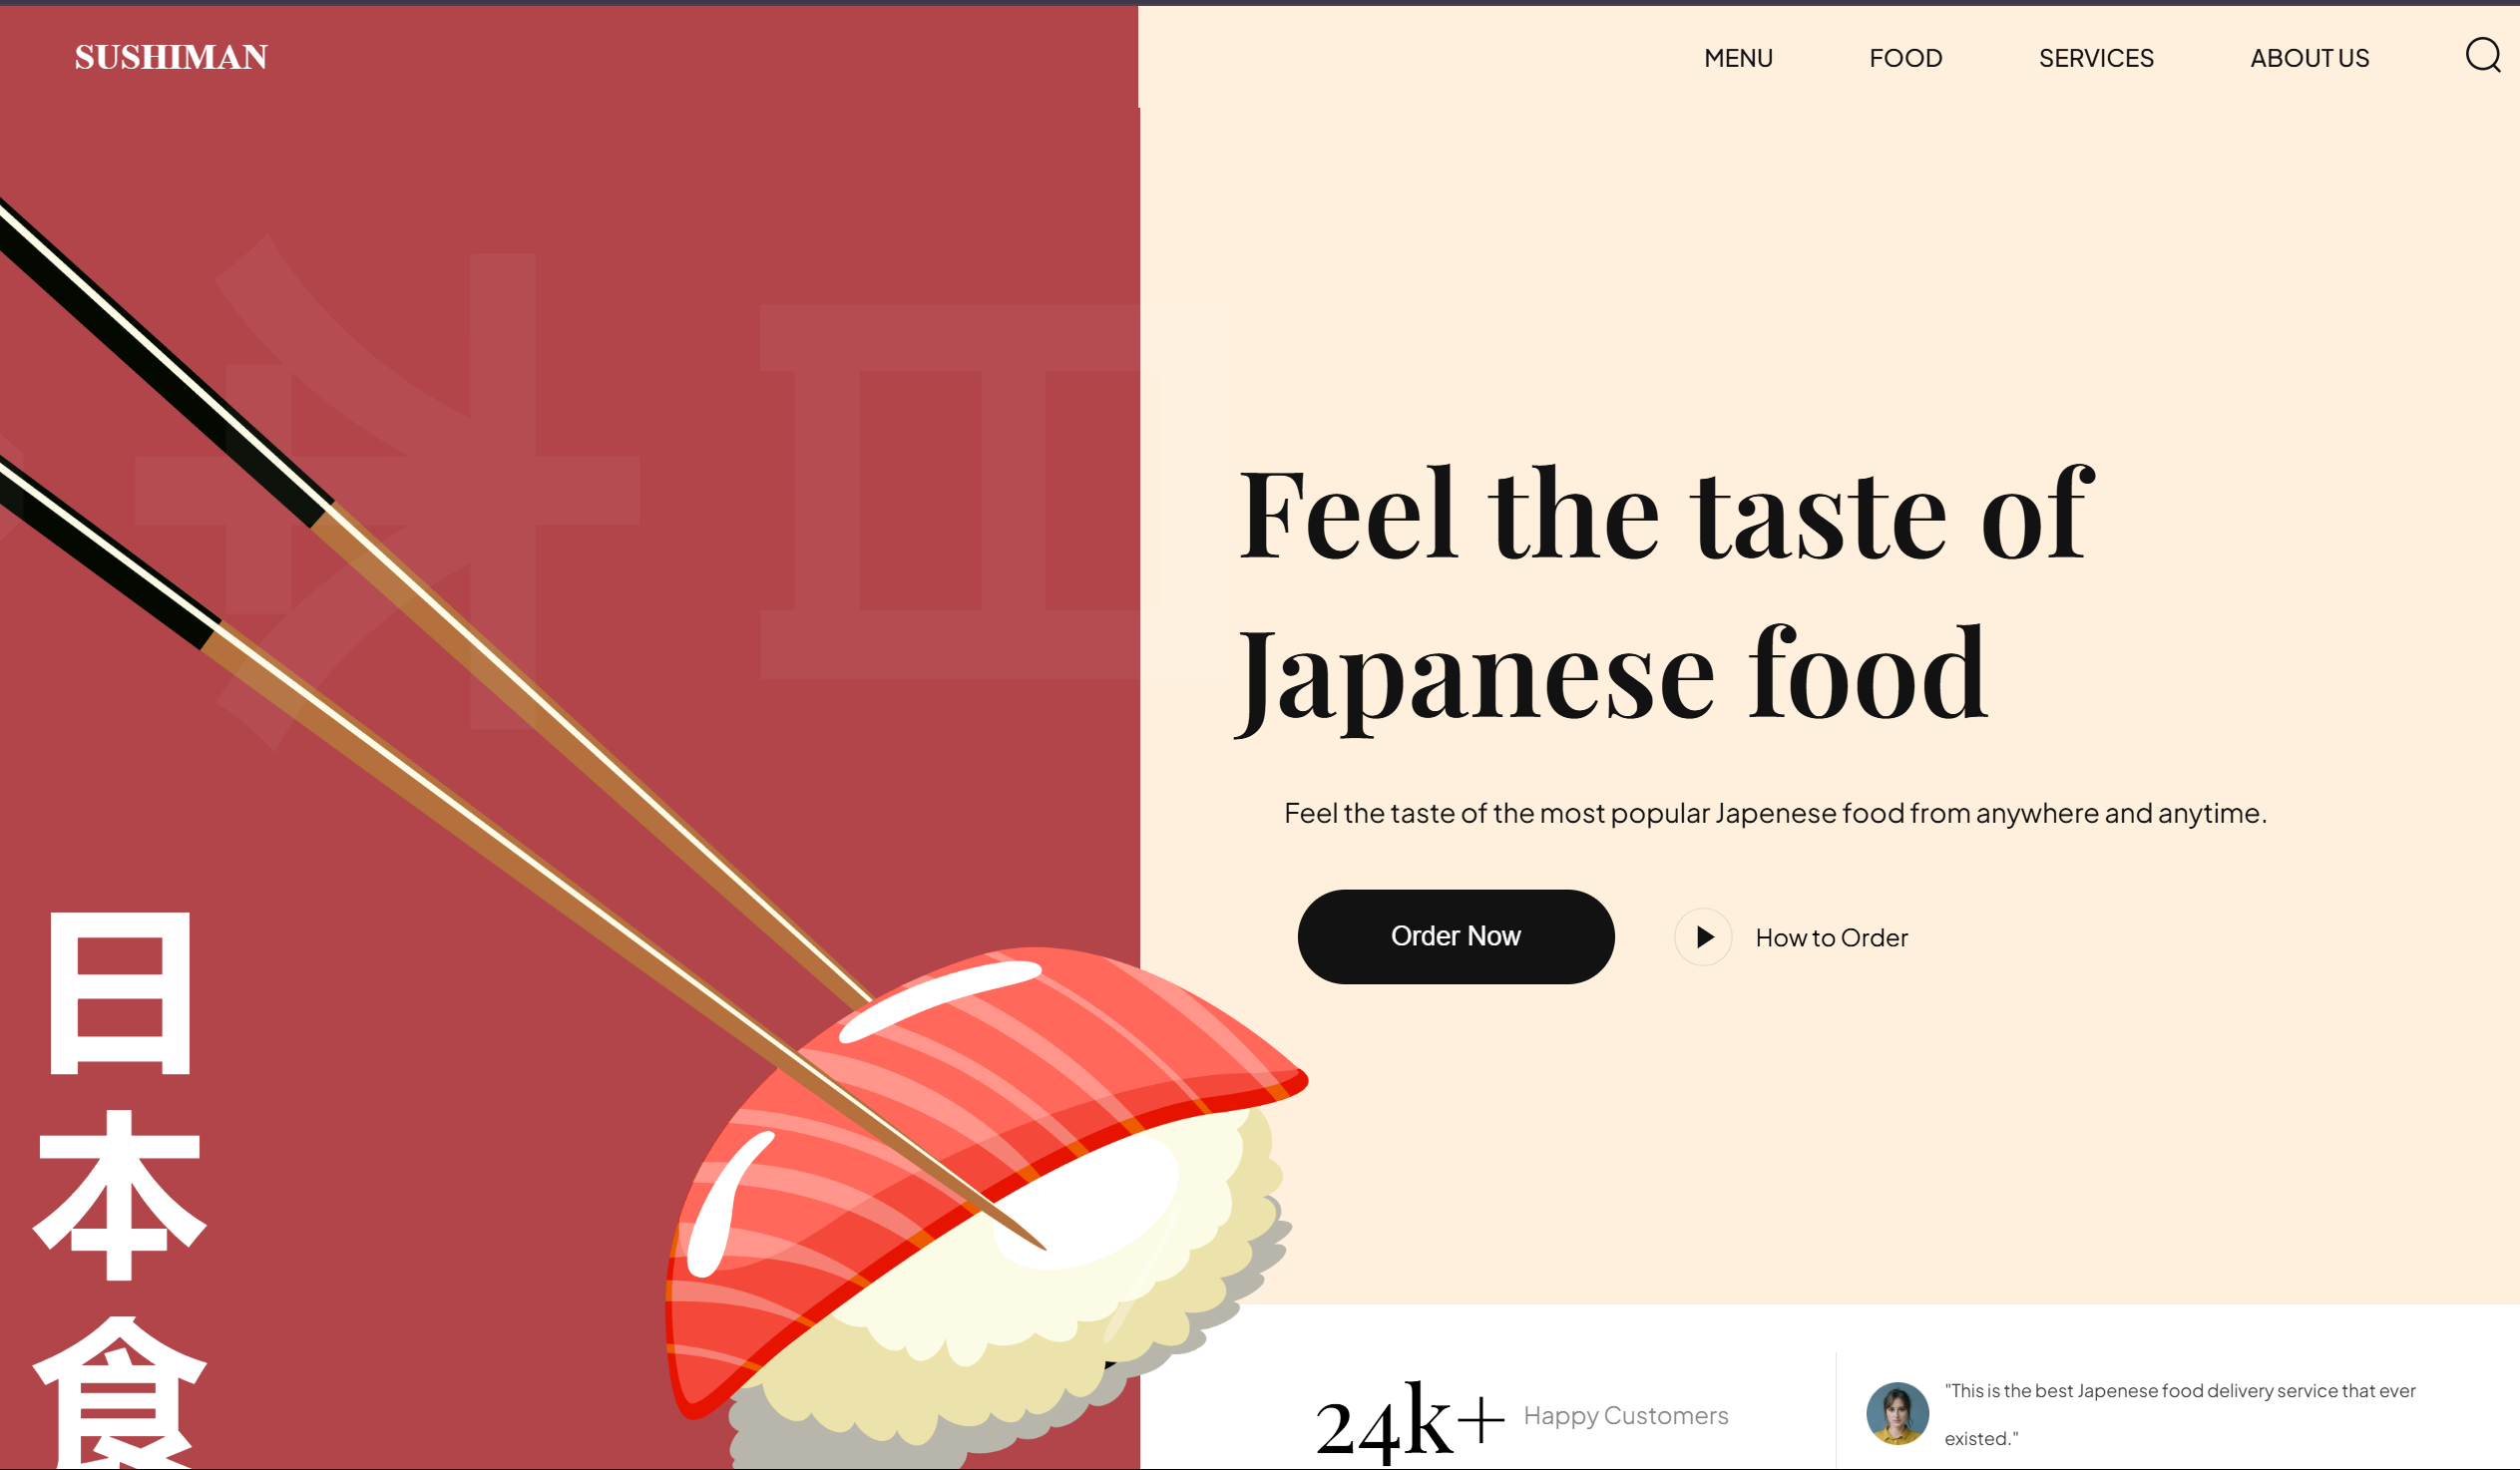 SUSHIMAN
MENU
FOOD
SERVICES
ABOUT US
Feel the taste of
Japanese food
Feel the taste of the most popular Japenese food from anywhere and anytime.
Order Now
How to Order
日
本
食
24k+
Happy Customers
"This is the best Japenese food delivery service that ever
existed."